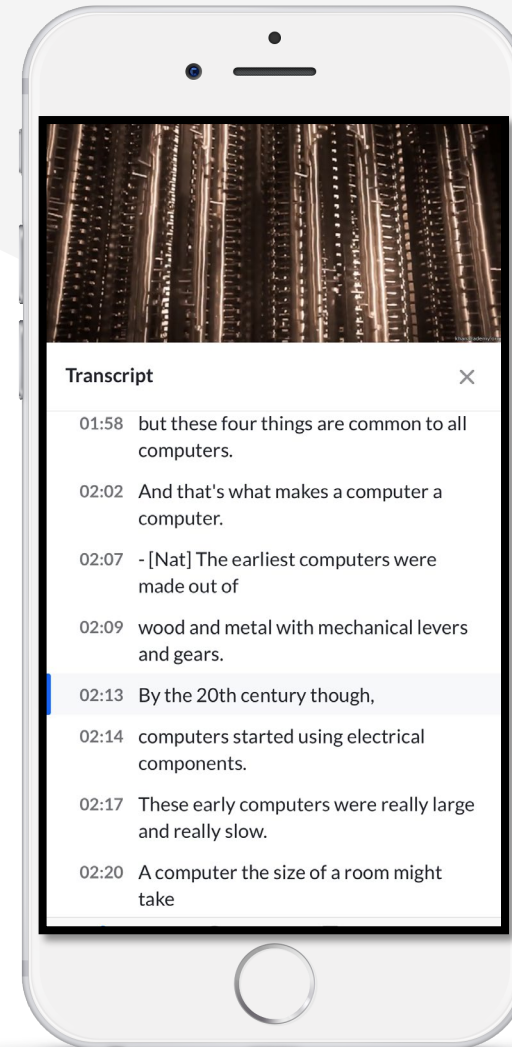 Transcript
01:58 but these four things are common to all
computers.
02:02 And that's what makes a computer a
computer.
02:07 - [Nat] The earliest computers were
made out of
02:09 wood and metal with mechanical levers
and gears.
02:13 By the 20th century though,
02:14 computers started using electrical
components.
02:17 These early computers were really large
and really slow.
02:20 A computer the size of a room might
take